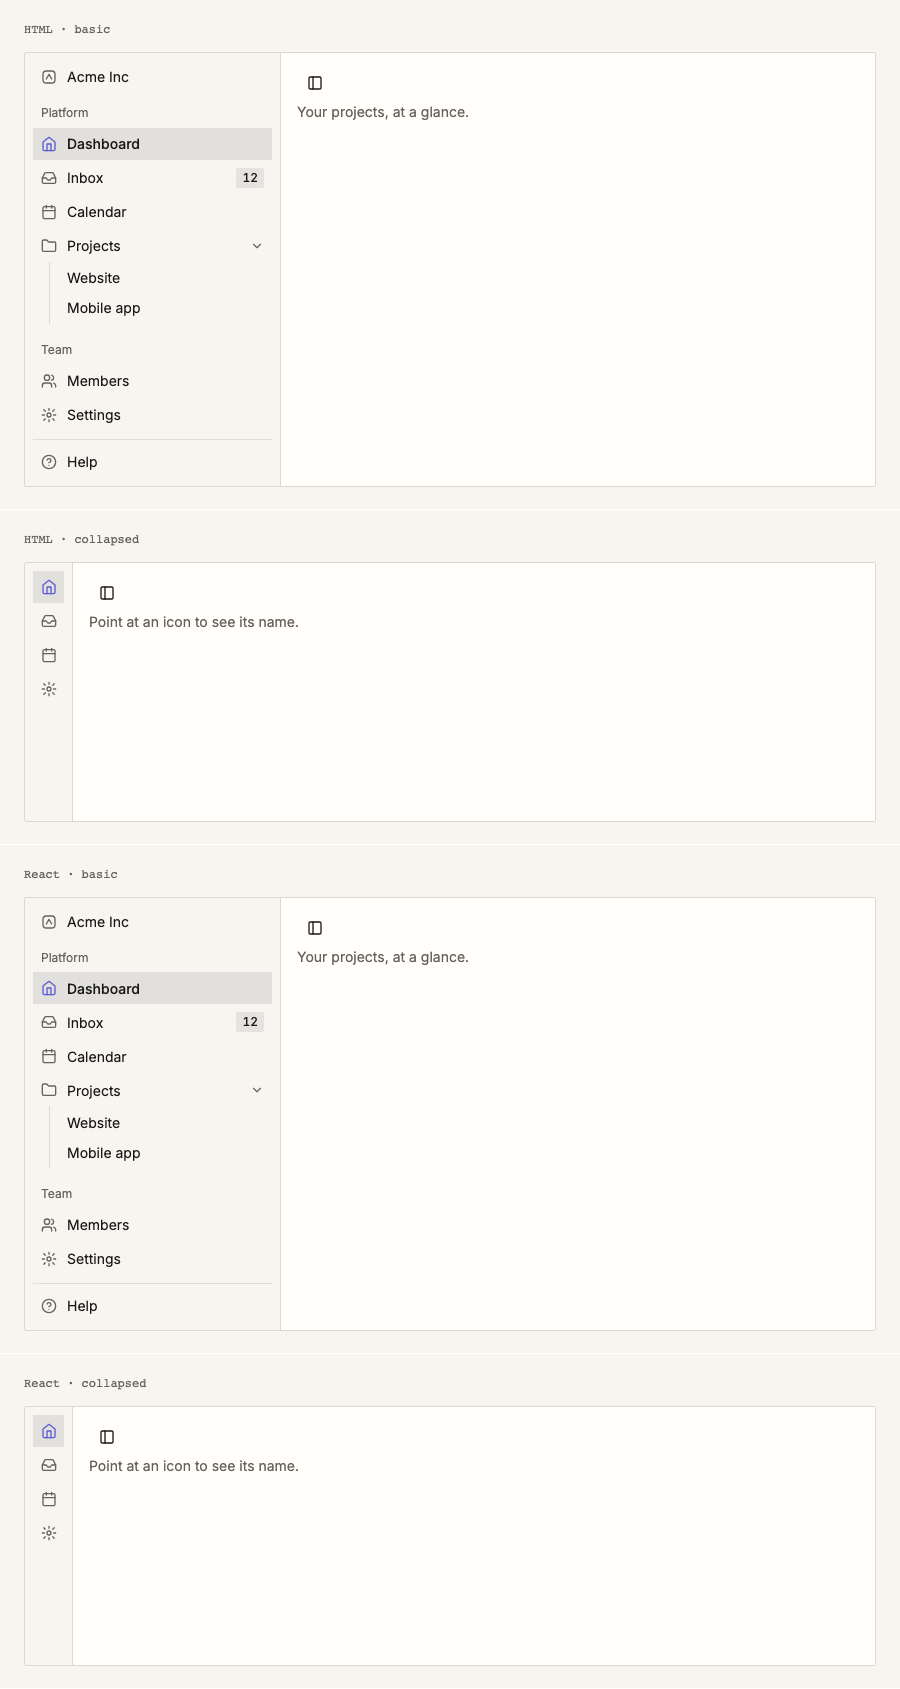 HTML · basic
Acme Inc
Platform
Dashboard
Inbox 12
Calendar
Projects
Website
Mobile app
Team
Members
Settings
Help
Your projects, at a glance.
HTML · collapsed
Point at an icon to see its name.
React · basic
Acme Inc
Platform
Dashboard
Inbox 12
Calendar
Projects
Website
Mobile app
Team
Members
Settings
Help
Your projects, at a glance.
React · collapsed
Point at an icon to see its name.